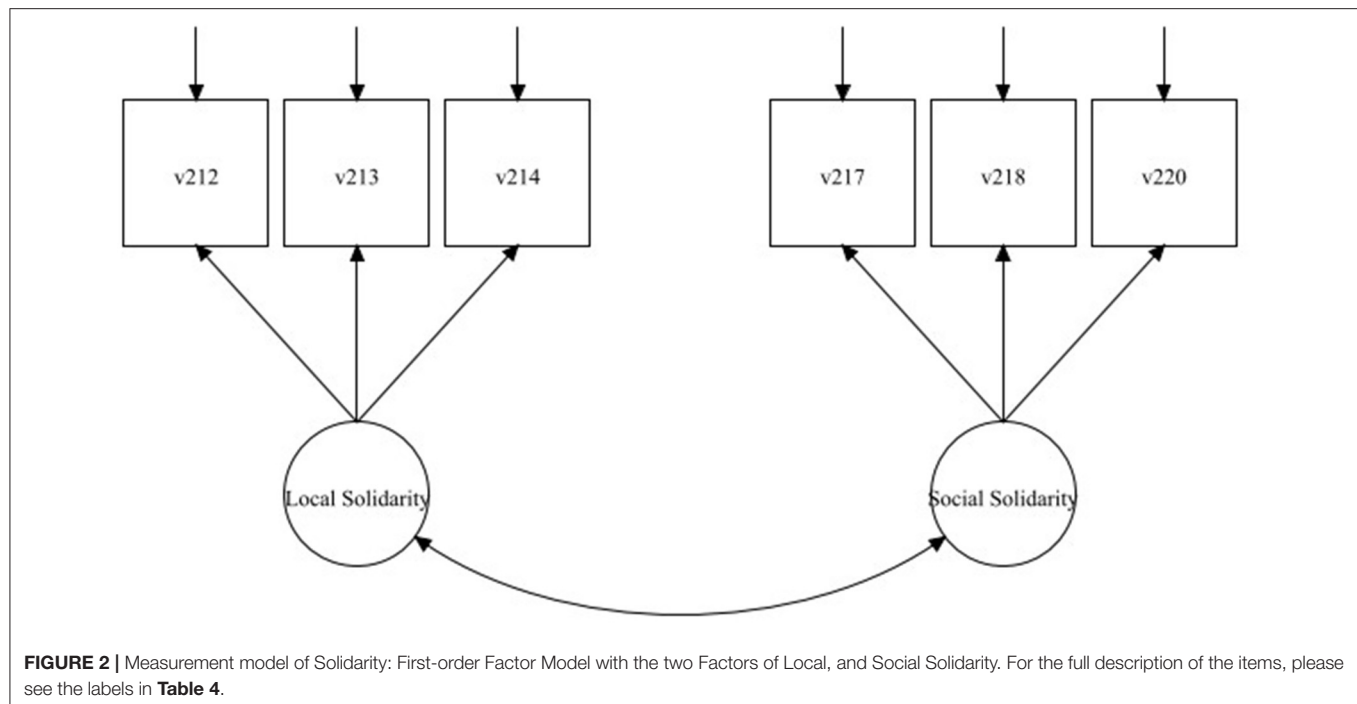 v212
v213
v214
v217
v218
v220
Local Solidarity
Social Solidarity
FIGURE 2 | Measurement model of Solidarity: First-order Factor Model with the two Factors of Local, and Social Solidarity. For the full description of the items, please
see the labels in Table 4.